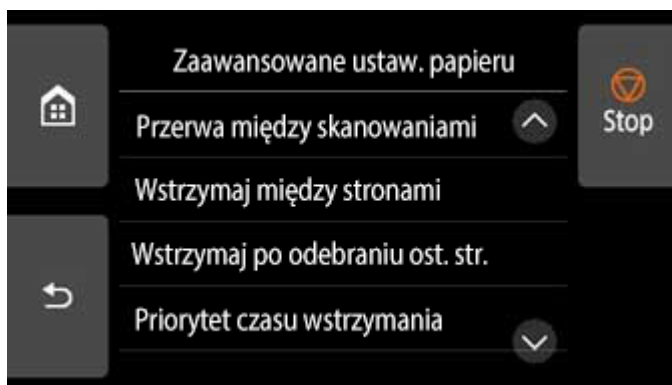 Zaawansowane ustaw. papieru
Przerwa między skanowaniami
Stop
Wstrzymaj między stronami
Wstrzymaj po odebraniu ost. str.
Priorytet czasu wstrzymania